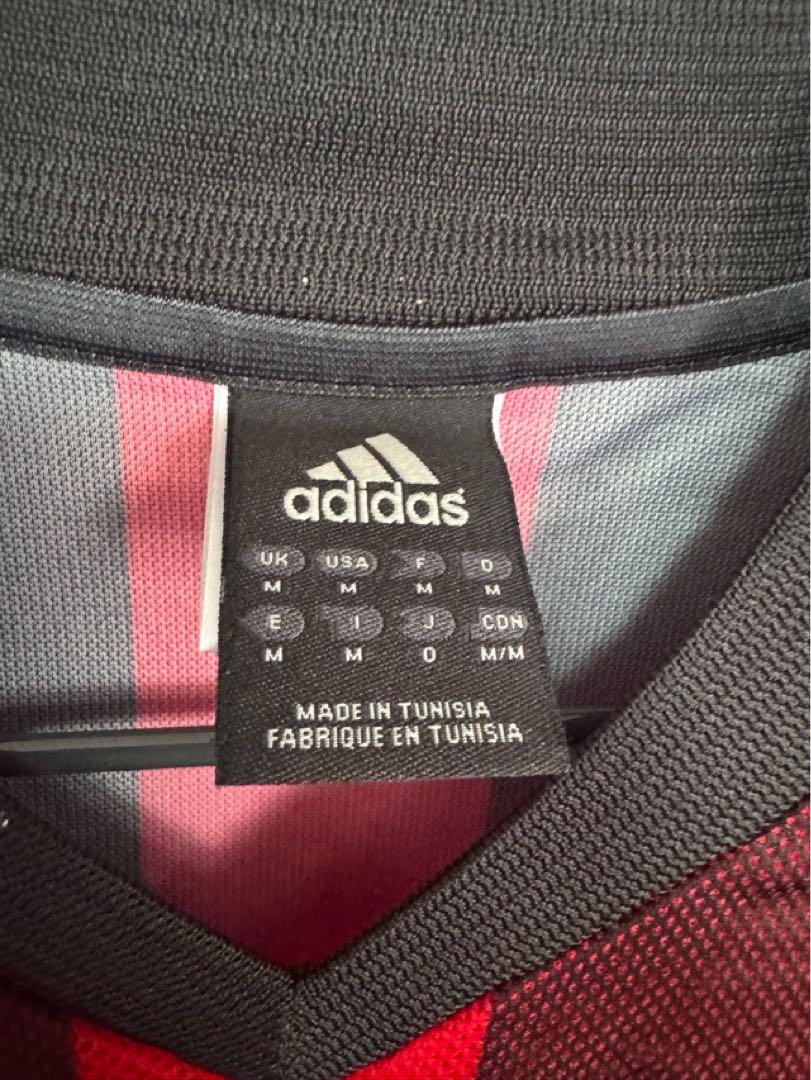 adidas
UK USA F D
M M M M
E I J CDN
M M O M/M
MADE IN TUNISIA
FABRIQUE EN TUNISIA